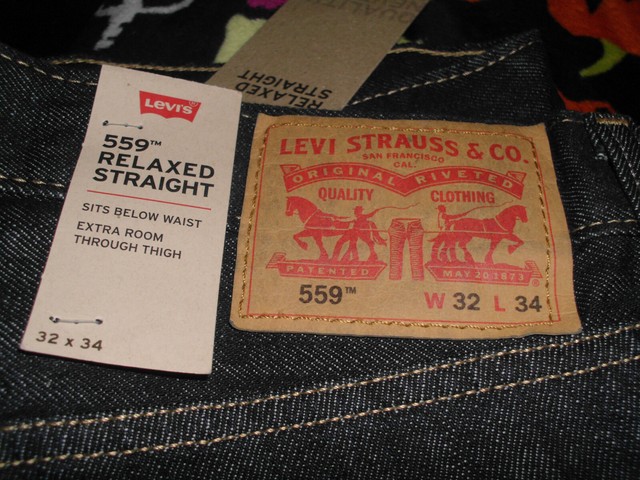 QUALITY
RELAXED
STRAIGHT
Levi's
559™
RELAXED
STRAIGHT
SITS BELOW WAIST
EXTRA ROOM
THROUGH THIGH
32 x 34
LEVI STRAUSS & CO.
SAN FRANCISCO
CAL.
ORIGINAL RIVETED
QUALITY CLOTHING
PATENTED MAY 20 1873
559™ W 32 L 34